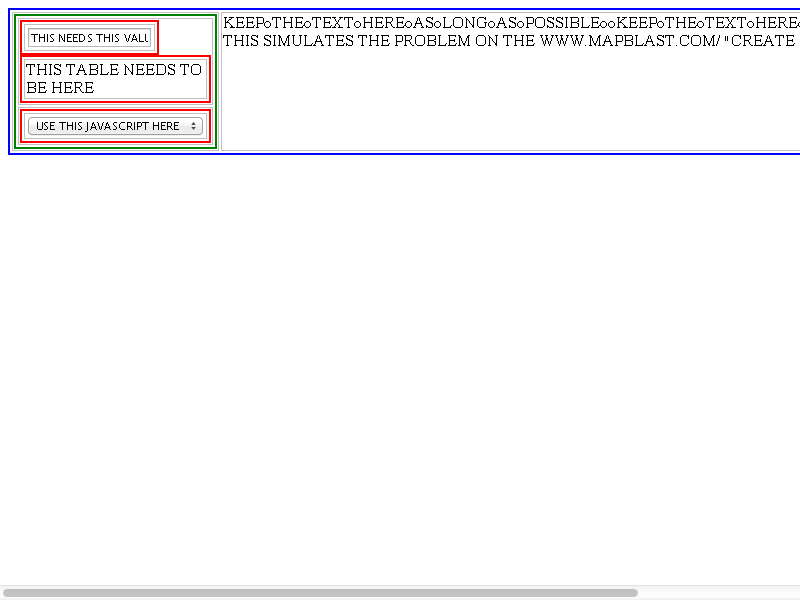 THIS NEEDS THIS
THIS TABLE NEEDS TO
BE HERE
USE THIS JAVASCRIPT HERE
KEEPoTHEoTEXToHEREoASoLONGoASoPOSSIBLEooKEEPoTHEoTEXToHERE
THIS SIMULATES THE PROBLEM ON THE WWW.MAPBLAST.COM/ "CREATE